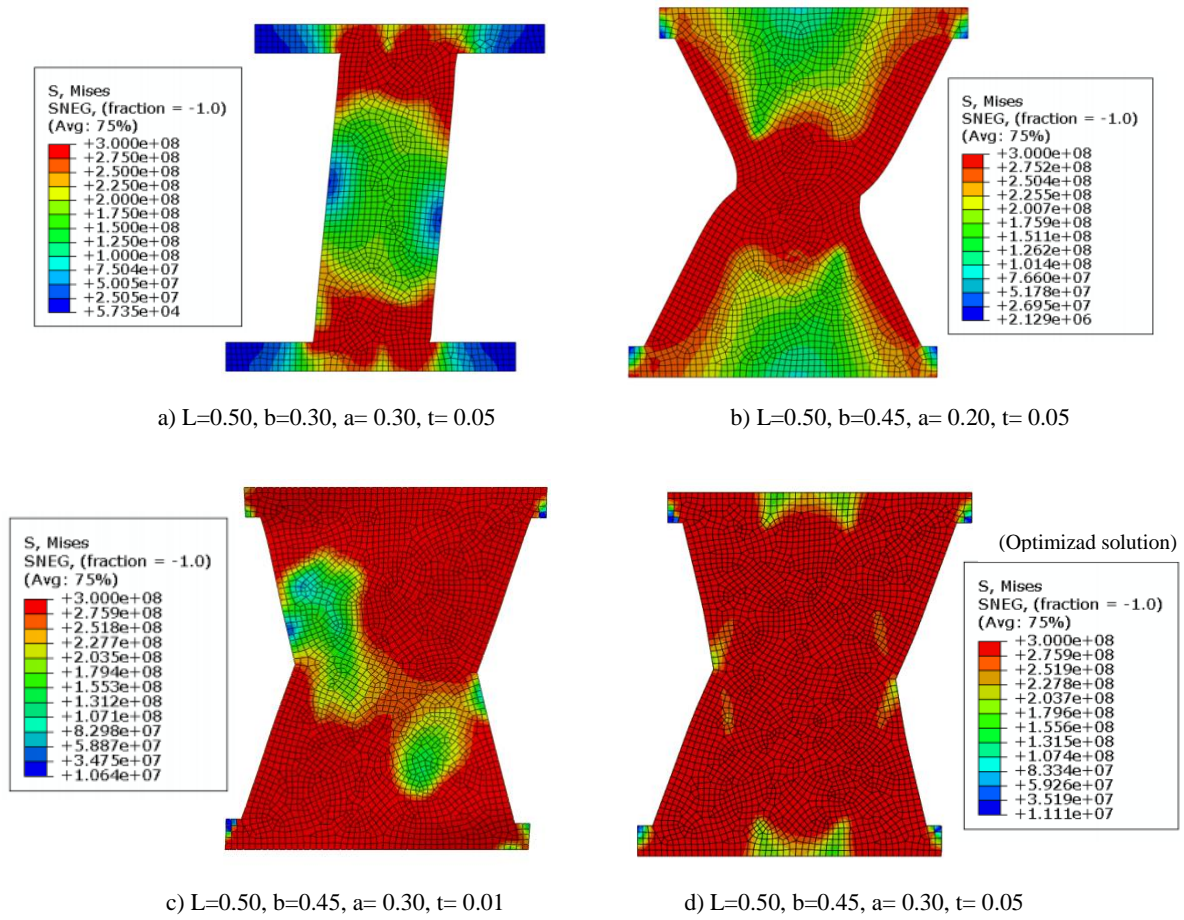 S, Mises
SNEG, (fraction = -1.0)
(Avg: 75%)
+3.000e+08
+2.750e+08
+2.500e+08
+2.250e+08
+2.000e+08
+1.750e+08
+1.500e+08
+1.250e+08
+1.000e+08
+7.504e+07
+5.005e+07
+2.505e+07
+5.735e+04
S, Mises
SNEG, (fraction = -1.0)
(Avg: 75%)
+3.000e+08
+2.752e+08
+2.504e+08
+2.255e+08
+2.007e+08
+1.759e+08
+1.511e+08
+1.262e+08
+1.014e+08
+7.660e+07
+5.178e+07
+2.695e+07
+2.129e+06
a) L=0.50, b=0.30, a= 0.30, t= 0.05
b) L=0.50, b=0.45, a= 0.20, t= 0.05
S, Mises
SNEG, (fraction = -1.0)
(Avg: 75%)
+3.000e+08
+2.759e+08
+2.518e+08
+2.277e+08
+2.035e+08
+1.794e+08
+1.553e+08
+1.312e+08
+1.071e+08
+8.298e+07
+5.887e+07
+3.475e+07
+1.064e+07
(Optimizad solution)
S, Mises
SNEG, (fraction = -1.0)
(Avg: 75%)
+3.000e+08
+2.759e+08
+2.519e+08
+2.278e+08
+2.037e+08
+1.796e+08
+1.556e+08
+1.315e+08
+1.074e+08
+8.334e+07
+5.926e+07
+3.519e+07
+1.111e+07
c) L=0.50, b=0.45, a= 0.30, t= 0.01
d) L=0.50, b=0.45, a= 0.30, t= 0.05